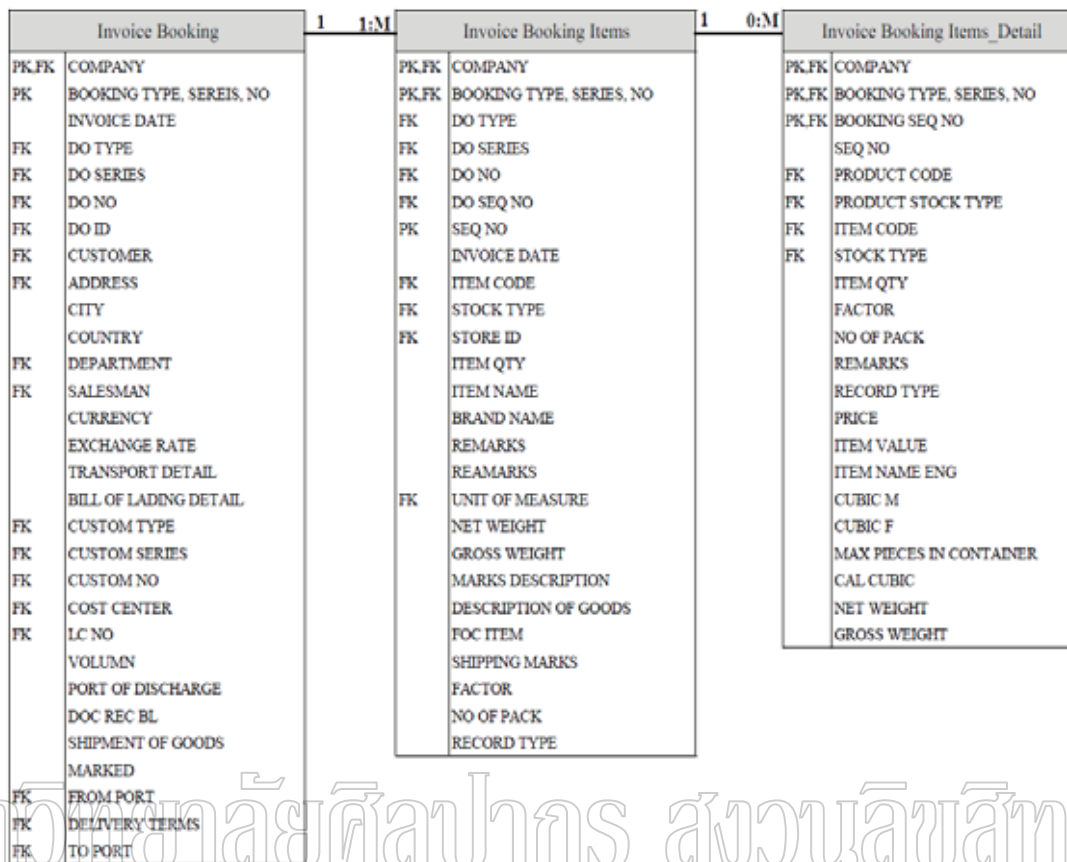 Invoice Booking
PK,FK COMPANY
PK BOOKING TYPE, SEREIS, NO
INVOICE DATE
FK DO TYPE
FK DO SERIES
FK DO NO
FK DO ID
FK CUSTOMER
FK ADDRESS
CITY
COUNTRY
FK DEPARTMENT
FK SALESMAN
CURRENCY
EXCHANGE RATE
TRANSPORT DETAIL
BILL OF LADING DETAIL
FK CUSTOM TYPE
FK CUSTOM SERIES
FK CUSTOM NO
FK COST CENTER
FK LC NO
VOLUMN
PORT OF DISCHARGE
DOC REC BL
SHIPMENT OF GOODS
MARKED
FK FROM PORT
FK DELIVERY TERMS
FK TO PORT
1 1:M
Invoice Booking Items
PK,FK COMPANY
PK,FK BOOKING TYPE, SERIES, NO
FK DO TYPE
FK DO SERIES
FK DO NO
FK DO SEQ NO
PK SEQ NO
INVOICE DATE
FK ITEM CODE
FK STOCK TYPE
FK STORE ID
ITEM QTY
ITEM NAME
BRAND NAME
REMARKS
REAMARKS
FK UNIT OF MEASURE
NET WEIGHT
GROSS WEIGHT
MARKS DESCRIPTION
DESCRIPTION OF GOODS
FOC ITEM
SHIPPING MARKS
FACTOR
NO OF PACK
RECORD TYPE
1 0:M
Invoice Booking Items_Detail
PK,FK COMPANY
PK,FK BOOKING TYPE, SERIES, NO
PK,FK BOOKING SEQ NO
SEQ NO
FK PRODUCT CODE
FK PRODUCT STOCK TYPE
FK ITEM CODE
FK STOCK TYPE
ITEM QTY
FACTOR
NO OF PACK
REMARKS
RECORD TYPE
PRICE
ITEM VALUE
ITEM NAME ENG
CUBIC M
CUBIC F
MAX PIECES IN CONTAINER
CAL CUBIC
NET WEIGHT
GROSS WEIGHT